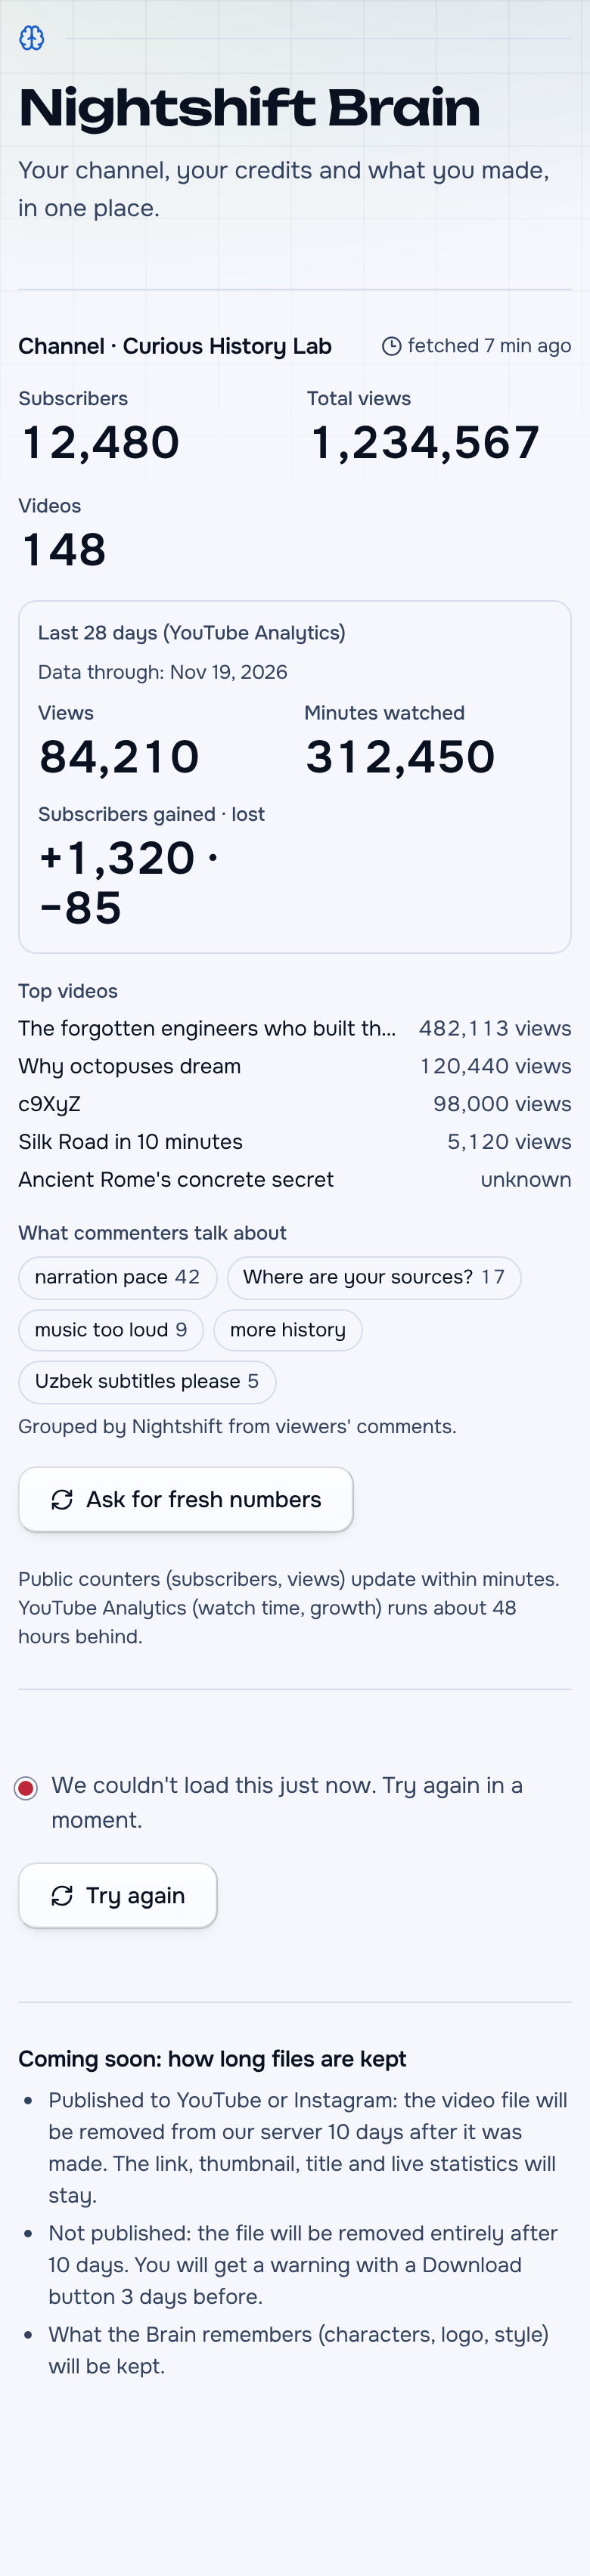 Nightshift Brain
Your channel, your credits and what you made,
in one place.
Channel · Curious History Lab
fetched 7 min ago
Subscribers
Total views
12,480
1,234,567
Videos
148
Last 28 days (YouTube Analytics)
Data through: Nov 19, 2026
Views
Minutes watched
84,210
312,450
Subscribers gained · lost
+1,320 ·
−85
Top videos
The forgotten engineers who built th... 482,113 views
Why octopuses dream 120,440 views
c9XyZ 98,000 views
Silk Road in 10 minutes 5,120 views
Ancient Rome's concrete secret unknown
What commenters talk about
narration pace 42
Where are your sources? 17
music too loud 9
more history
Uzbek subtitles please 5
Grouped by Nightshift from viewers' comments.
Ask for fresh numbers
Public counters (subscribers, views) update within minutes.
YouTube Analytics (watch time, growth) runs about 48
hours behind.
We couldn't load this just now. Try again in a
moment.
Try again
Coming soon: how long files are kept
• Published to YouTube or Instagram: the video file will
be removed from our server 10 days after it was
made. The link, thumbnail, title and live statistics will
stay.
• Not published: the file will be removed entirely after
10 days. You will get a warning with a Download
button 3 days before.
• What the Brain remembers (characters, logo, style)
will be kept.